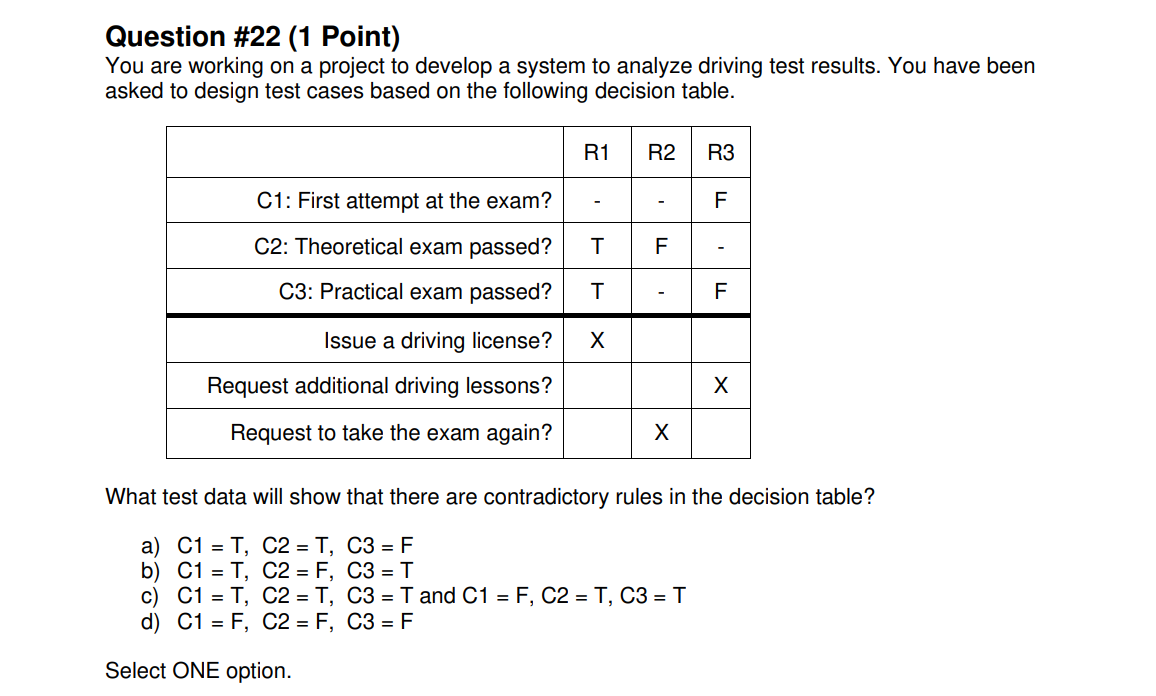 Question #22 (1 Point)
You are working on a project to develop a system to analyze driving test results. You have been
asked to design test cases based on the following decision table.
R1 R2 R3
C1: First attempt at the exam? - - F
C2: Theoretical exam passed? T F -
C3: Practical exam passed? T - F
Issue a driving license? X
Request additional driving lessons? X
Request to take the exam again? X
What test data will show that there are contradictory rules in the decision table?
a) C1 = T, C2 = T, C3 = F
b) C1 = T, C2 = F, C3 = T
c) C1 = T, C2 = T, C3 = T and C1 = F, C2 = T, C3 = T
d) C1 = F, C2 = F, C3 = F
Select ONE option.